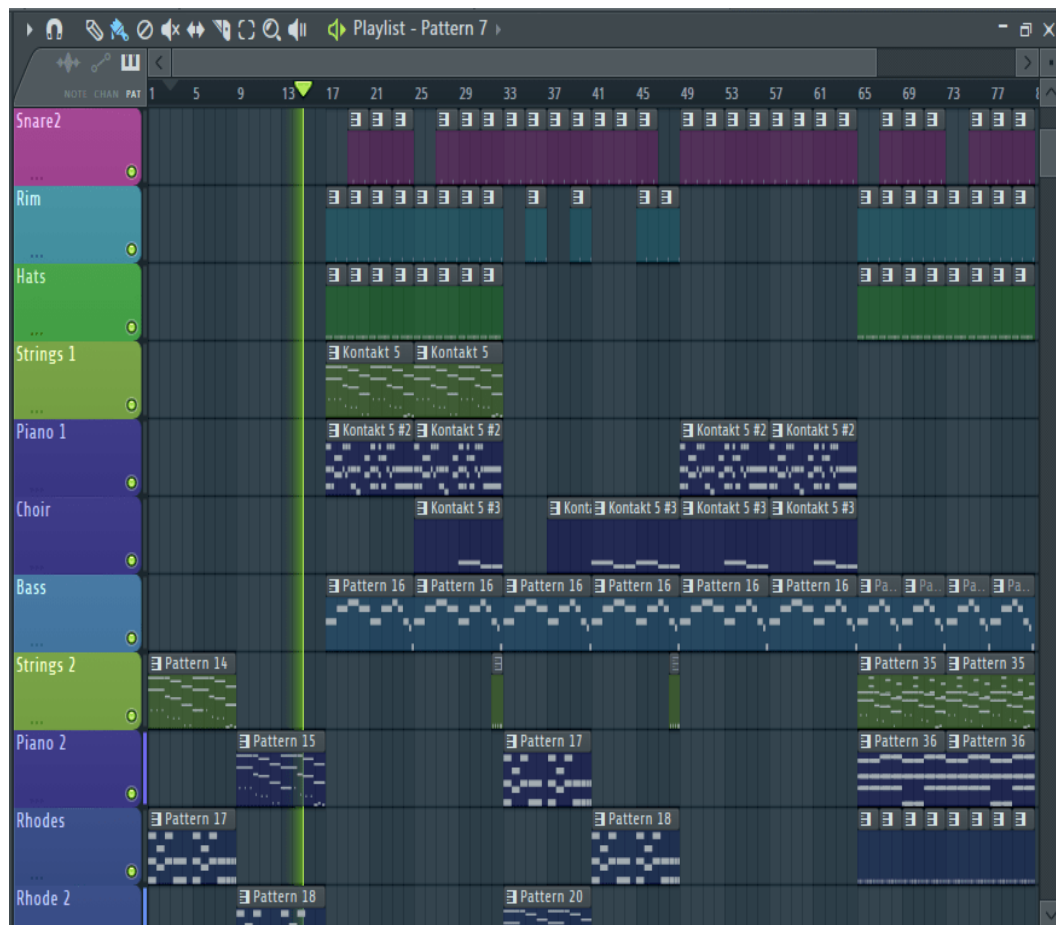 Playlist - Pattern 7
NOTE CHAN PAT 1 5 9 13 17 21 25 29 33 37 41 45 49 53 57 61 65 69 73 77
Snare2
Rim
Hats
Strings 1 Kontakt 5 Kontakt 5
Piano 1 Kontakt 5 #2 Kontakt 5 #2 Kontakt 5 #2 Kontakt 5 #2
Choir Kontakt 5 #3 Konta Kontakt 5 #3 Kontakt 5 #3 Kontakt 5 #3
Bass Pattern 16 Pattern 16 Pattern 16 Pattern 16 Pattern 16 Pattern 16 Pa.. Pa.. Pa.. Pa..
Strings 2 Pattern 14 Pattern 35 Pattern 35
Piano 2 Pattern 15 Pattern 17 Pattern 36 Pattern 36
Rhodes Pattern 17 Pattern 18
Rhode 2 Pattern 18 Pattern 20